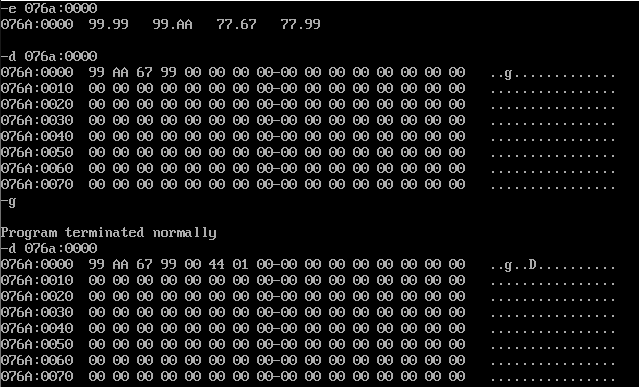 -e 076a:0000
076A:0000  99.99   99.AA   77.67   77.99

-d 076a:0000
076A:0000  99 AA 67 99 00 00 00 00-00 00 00 00 00 00 00 00   ..g.............
076A:0010  00 00 00 00 00 00 00 00-00 00 00 00 00 00 00 00   ................
076A:0020  00 00 00 00 00 00 00 00-00 00 00 00 00 00 00 00   ................
076A:0030  00 00 00 00 00 00 00 00-00 00 00 00 00 00 00 00   ................
076A:0040  00 00 00 00 00 00 00 00-00 00 00 00 00 00 00 00   ................
076A:0050  00 00 00 00 00 00 00 00-00 00 00 00 00 00 00 00   ................
076A:0060  00 00 00 00 00 00 00 00-00 00 00 00 00 00 00 00   ................
076A:0070  00 00 00 00 00 00 00 00-00 00 00 00 00 00 00 00   ................
-g

Program terminated normally
-d 076a:0000
076A:0000  99 AA 67 99 00 44 01 00-00 00 00 00 00 00 00 00   ..g..D..........
076A:0010  00 00 00 00 00 00 00 00-00 00 00 00 00 00 00 00   ................
076A:0020  00 00 00 00 00 00 00 00-00 00 00 00 00 00 00 00   ................
076A:0030  00 00 00 00 00 00 00 00-00 00 00 00 00 00 00 00   ................
076A:0040  00 00 00 00 00 00 00 00-00 00 00 00 00 00 00 00   ................
076A:0050  00 00 00 00 00 00 00 00-00 00 00 00 00 00 00 00   ................
076A:0060  00 00 00 00 00 00 00 00-00 00 00 00 00 00 00 00   ................
076A:0070  00 00 00 00 00 00 00 00-00 00 00 00 00 00 00 00   ................